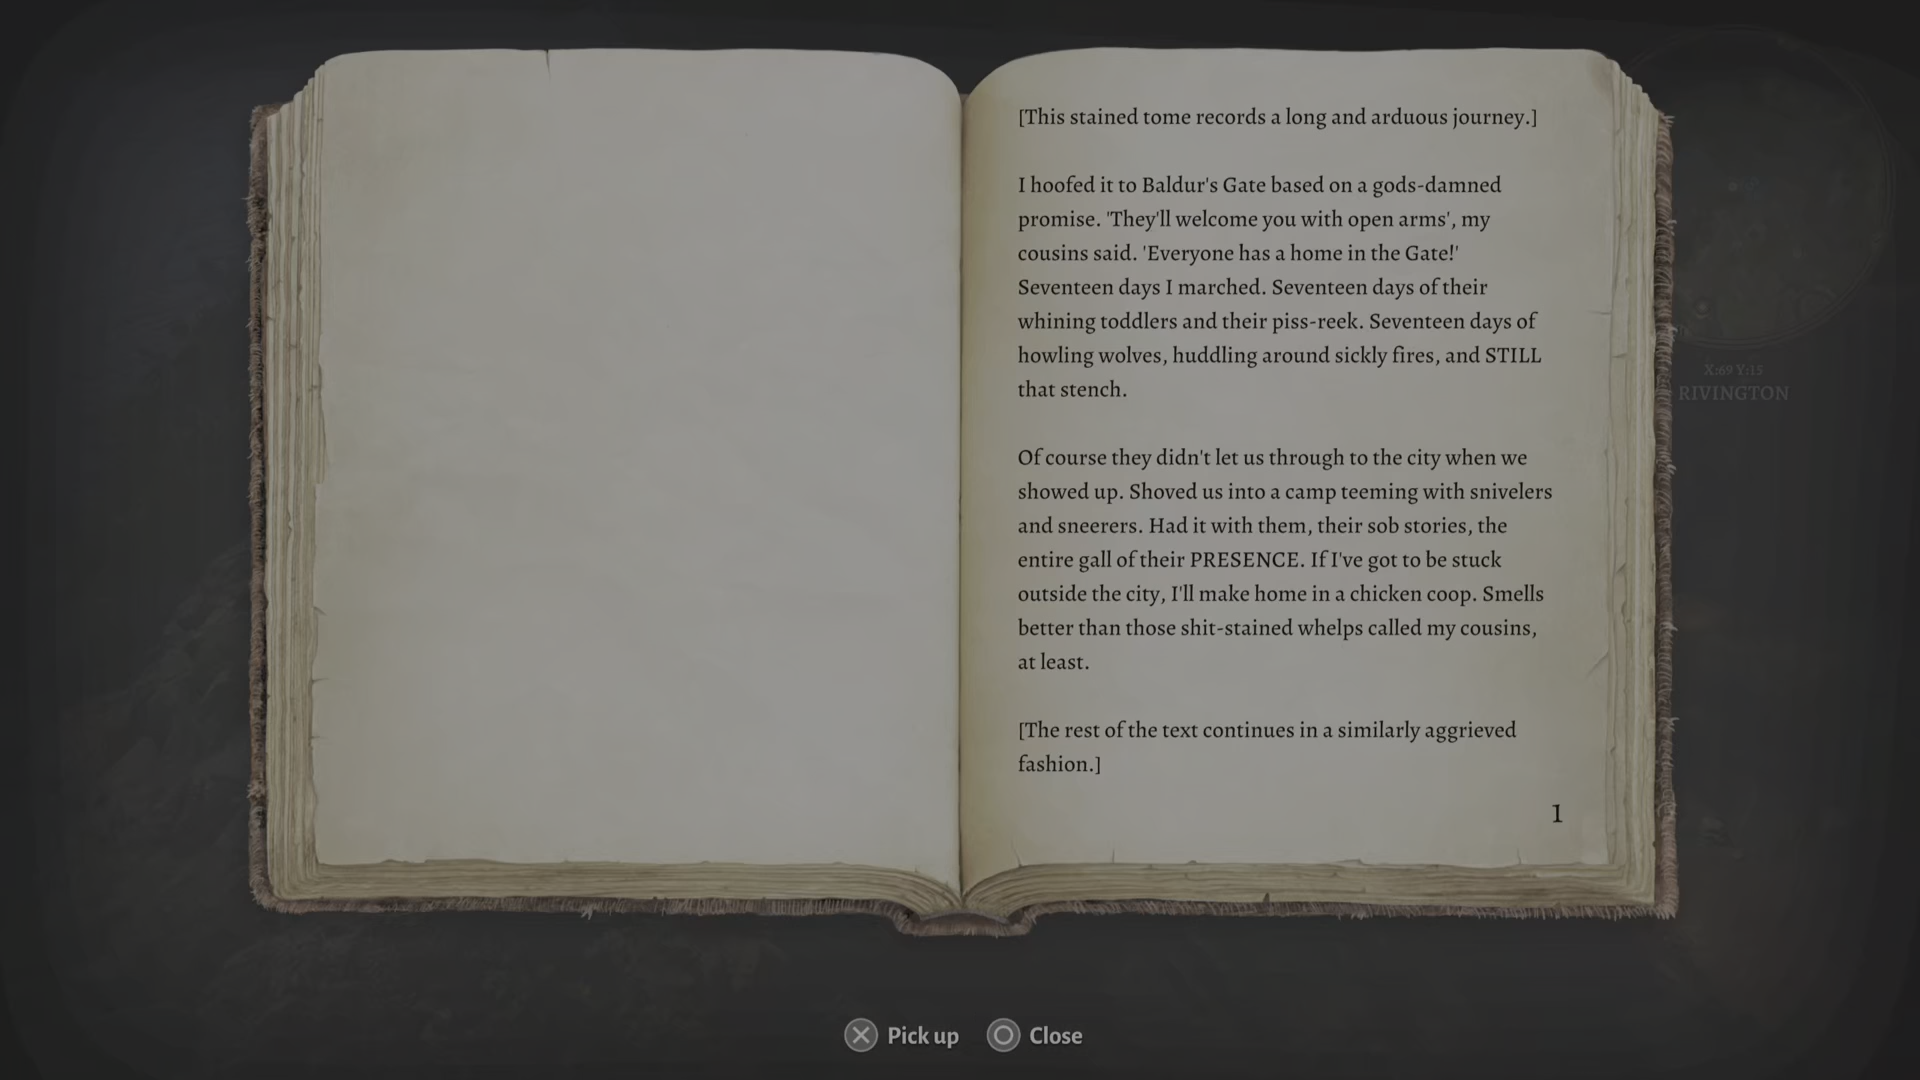 [This stained tome records a long and arduous journey.]
I hoofed it to Baldur's Gate based on a gods-damned
promise. 'They'll welcome you with open arms', my
cousins said. 'Everyone has a home in the Gate!'
Seventeen days I marched. Seventeen days of their
whining toddlers and their piss-reek. Seventeen days of
howling wolves, huddling around sickly fires, and STILL
that stench.
Of course they didn't let us through to the city when we
showed up. Shoved us into a camp teeming with snivelers
and sneerers. Had it with them, their sob stories, the
entire gall of their PRESENCE. If I've got to be stuck
outside the city, I'll make home in a chicken coop. Smells
better than those shit-stained whelps called my cousins,
at least.
[The rest of the text continues in a similarly aggrieved
fashion.]
1
X:69 Y:15
RIVINGTON
Pick up
Close